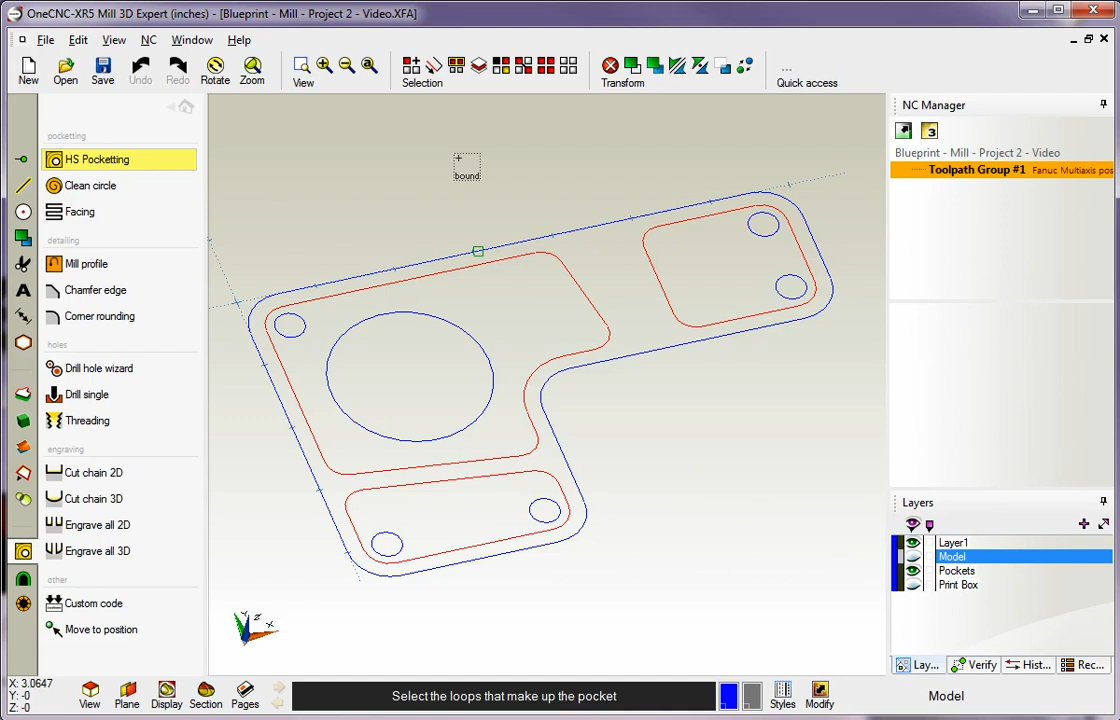 OneCNC-XR5 Mill 3D Expert (inches) - [Blueprint - Mill - Project 2 - Video.XFA]
File Edit View NC Window Help
New Open Save Undo Redo Rotate Zoom View Selection Transform ... Quick access
pocketting
HS Pocketting
Clean circle
Facing
detailing
Mill profile
Chamfer edge
Corner rounding
holes
Drill hole wizard
Drill single
Threading
engraving
Cut chain 2D
Cut chain 3D
Engrave all 2D
Engrave all 3D
other
Custom code
Move to position
bound
Y Z X
NC Manager
3
Blueprint - Mill - Project 2 - Video
Toolpath Group #1 Fanuc Multiaxis pos
Layers
Layer1
Model
Pockets
Print Box
Lay... Verify Hist... Rec...
X: 3.0647
Y: -0
Z: -0
View Plane Display Section Pages
Select the loops that make up the pocket
Styles Modify
Model